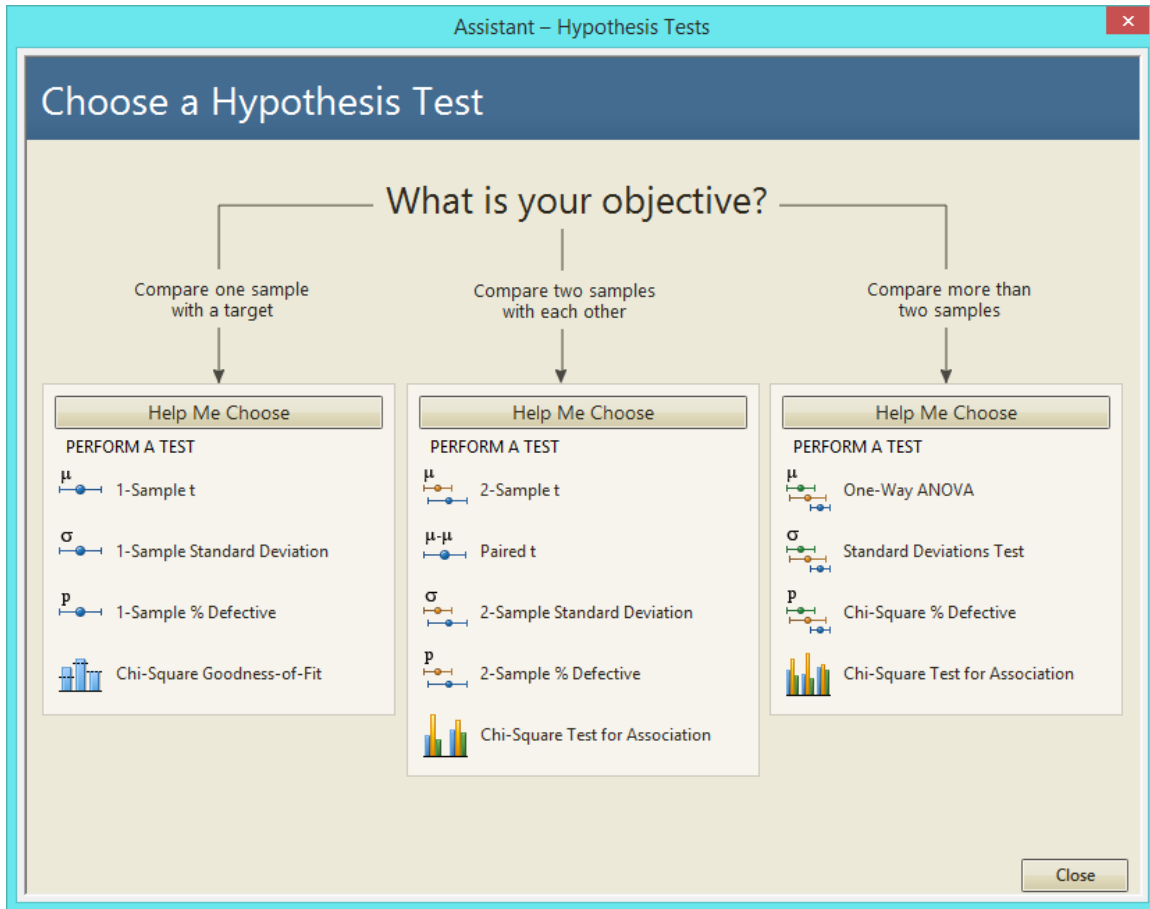 Assistant – Hypothesis Tests
×
Choose a Hypothesis Test
What is your objective?
Compare one sample
with a target
Compare two samples
with each other
Compare more than
two samples
Help Me Choose
PERFORM A TEST
μ
1-Sample t
σ
1-Sample Standard Deviation
p
1-Sample % Defective
Chi-Square Goodness-of-Fit
Help Me Choose
PERFORM A TEST
μ
2-Sample t
μ-μ
Paired t
σ
2-Sample Standard Deviation
p
2-Sample % Defective
Chi-Square Test for Association
Help Me Choose
PERFORM A TEST
μ
One-Way ANOVA
σ
Standard Deviations Test
p
Chi-Square % Defective
Chi-Square Test for Association
Close